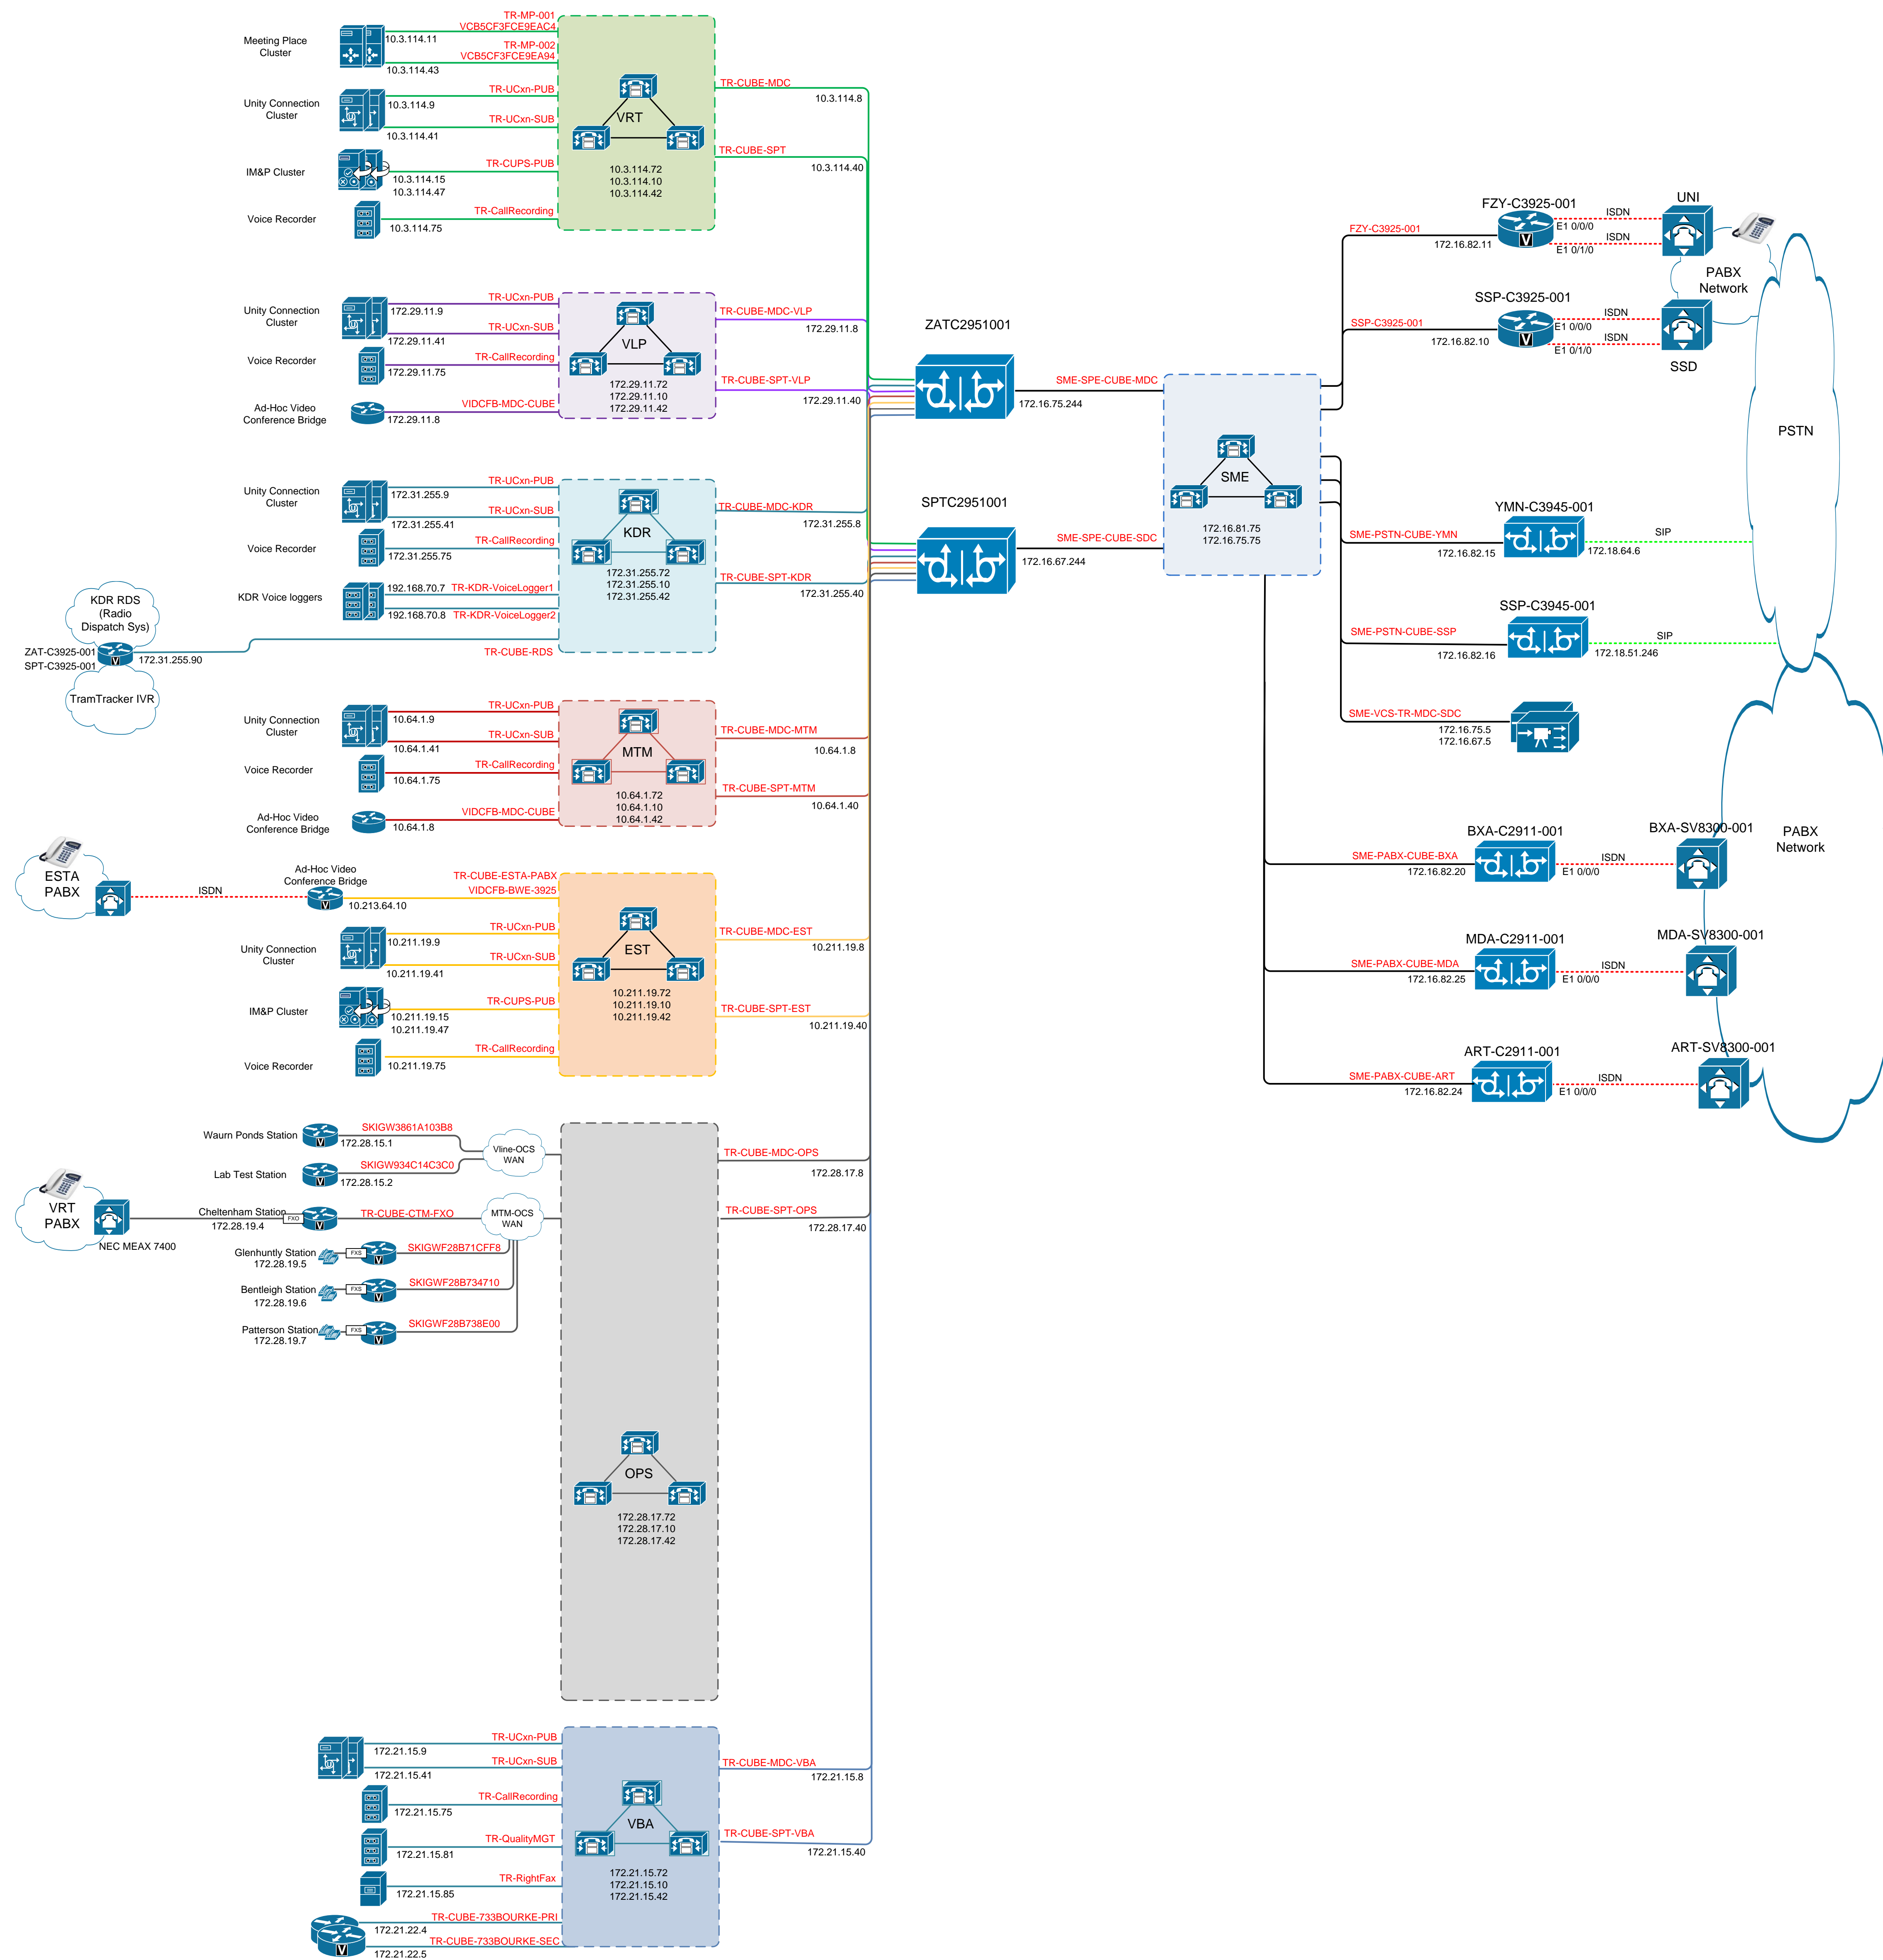 TR-MP-001
VCB5CF3FCE9EAC4
10.3.114.11
Meeting Place
Cluster
TR-MP-002
VCB5CF3FCE9EA94
10.3.114.43
TR-UCxn-PUB
10.3.114.9
Unity Connection
Cluster
TR-UCxn-SUB
10.3.114.41
IM&P Cluster
TR-CUPS-PUB
10.3.114.15
10.3.114.47
Voice Recorder
TR-CallRecording
10.3.114.75
VRT
10.3.114.72
10.3.114.10
10.3.114.42
TR-CUBE-MDC
10.3.114.8
TR-CUBE-SPT
10.3.114.40
Unity Connection
Cluster
TR-UCxn-PUB
172.29.11.9
TR-UCxn-SUB
172.29.11.41
Voice Recorder
TR-CallRecording
172.29.11.75
Ad-Hoc Video
Conference Bridge
VIDCFB-MDC-CUBE
172.29.11.8
VLP
172.29.11.72
172.29.11.10
172.29.11.42
TR-CUBE-MDC-VLP
172.29.11.8
TR-CUBE-SPT-VLP
172.29.11.40
Unity Connection
Cluster
TR-UCxn-PUB
172.31.255.9
TR-UCxn-SUB
172.31.255.41
Voice Recorder
TR-CallRecording
172.31.255.75
KDR Voice loggers
192.168.70.7 TR-KDR-VoiceLogger1
192.168.70.8 TR-KDR-VoiceLogger2
KDR RDS
(Radio
Dispatch Sys)
ZAT-C3925-001
SPT-C3925-001
V
172.31.255.90
TR-CUBE-RDS
TramTracker IVR
KDR
172.31.255.72
172.31.255.10
172.31.255.42
TR-CUBE-MDC-KDR
172.31.255.8
TR-CUBE-SPT-KDR
172.31.255.40
Unity Connection
Cluster
TR-UCxn-PUB
10.64.1.9
TR-UCxn-SUB
10.64.1.41
Voice Recorder
TR-CallRecording
10.64.1.75
Ad-Hoc Video
Conference Bridge
VIDCFB-MDC-CUBE
10.64.1.8
MTM
10.64.1.72
10.64.1.10
10.64.1.42
TR-CUBE-MDC-MTM
10.64.1.8
TR-CUBE-SPT-MTM
10.64.1.40
ESTA
PABX
ISDN
Ad-Hoc Video
Conference Bridge
V
TR-CUBE-ESTA-PABX
VIDCFB-BWE-3925
10.213.64.10
Unity Connection
Cluster
TR-UCxn-PUB
10.211.19.9
TR-UCxn-SUB
10.211.19.41
IM&P Cluster
TR-CUPS-PUB
10.211.19.15
10.211.19.47
Voice Recorder
TR-CallRecording
10.211.19.75
EST
10.211.19.72
10.211.19.10
10.211.19.42
TR-CUBE-MDC-EST
10.211.19.8
TR-CUBE-SPT-EST
10.211.19.40
Waurn Ponds Station
V
SKIGW3861A103B8
172.28.15.1
Lab Test Station
V
SKIGW934C14C3C0
172.28.15.2
Vline-OCS
WAN
VRT
PABX
NEC MEAX 7400
Cheltenham Station
172.28.19.4
FXO
V
TR-CUBE-CTM-FXO
MTM-OCS
WAN
Glenhuntly Station
172.28.19.5
FXS
V
SKIGWF28B71CFF8
Bentleigh Station
172.28.19.6
FXS
V
SKIGWF28B734710
Patterson Station
172.28.19.7
FXS
V
SKIGWF28B738E00
OPS
172.28.17.72
172.28.17.10
172.28.17.42
TR-CUBE-MDC-OPS
172.28.17.8
TR-CUBE-SPT-OPS
172.28.17.40
TR-UCxn-PUB
172.21.15.9
TR-UCxn-SUB
172.21.15.41
TR-CallRecording
172.21.15.75
TR-QualityMGT
172.21.15.81
TR-RightFax
172.21.15.85
TR-CUBE-733BOURKE-PRI
172.21.22.4
TR-CUBE-733BOURKE-SEC
V
172.21.22.5
VBA
172.21.15.72
172.21.15.10
172.21.15.42
TR-CUBE-MDC-VBA
172.21.15.8
TR-CUBE-SPT-VBA
172.21.15.40
ZATC2951001
SME-SPE-CUBE-MDC
172.16.75.244
SPTC2951001
SME-SPE-CUBE-SDC
172.16.67.244
SME
172.16.81.75
172.16.75.75
FZY-C3925-001
FZY-C3925-001
172.16.82.11
V
ISDN
E1 0/0/0
ISDN
E1 0/1/0
UNI
PABX
Network
SSP-C3925-001
SSP-C3925-001
172.16.82.10
V
ISDN
E1 0/0/0
ISDN
E1 0/1/0
SSD
PSTN
YMN-C3945-001
SME-PSTN-CUBE-YMN
172.16.82.15
SIP
172.18.64.6
SSP-C3945-001
SME-PSTN-CUBE-SSP
172.16.82.16
SIP
172.18.51.246
SME-VCS-TR-MDC-SDC
172.16.75.5
172.16.67.5
BXA-C2911-001
SME-PABX-CUBE-BXA
172.16.82.20
ISDN
E1 0/0/0
BXA-SV8300-001
PABX
Network
MDA-C2911-001
SME-PABX-CUBE-MDA
172.16.82.25
ISDN
E1 0/0/0
MDA-SV8300-001
ART-C2911-001
SME-PABX-CUBE-ART
172.16.82.24
ISDN
E1 0/0/0
ART-SV8300-001